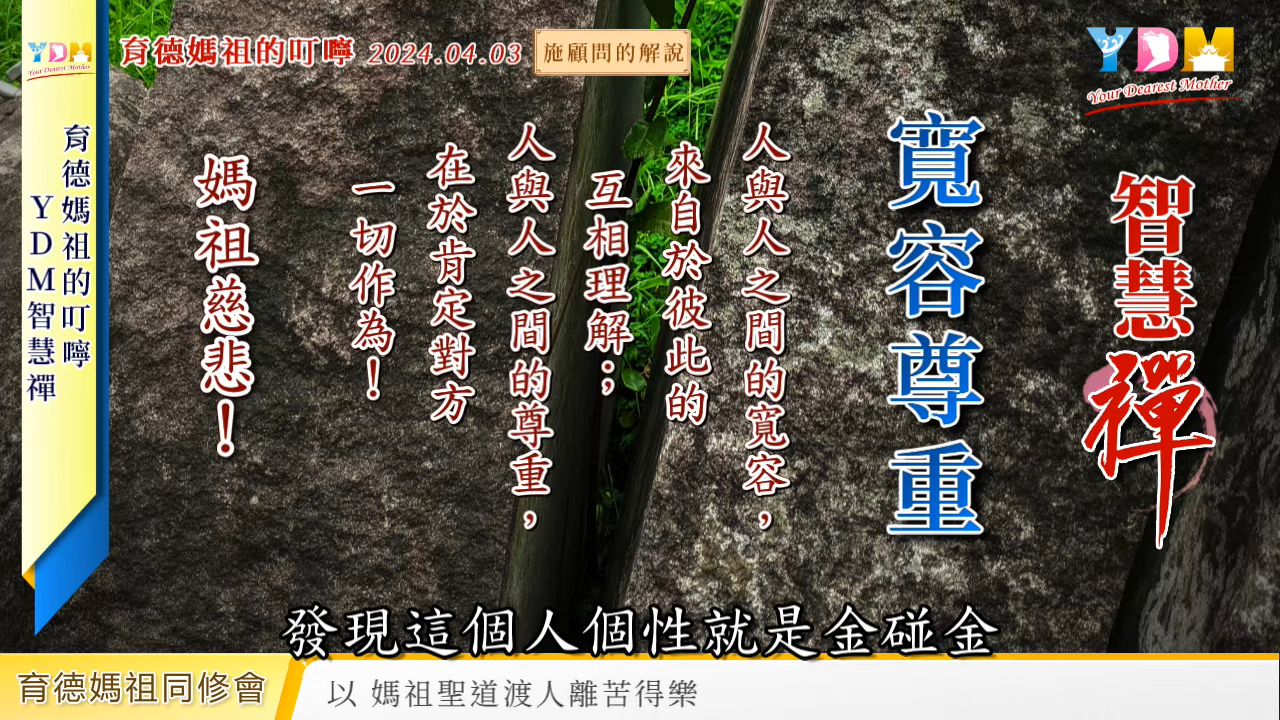 育德媽祖的叮嚀 2024.04.03 施顧問的解說
YDM
Your Dearest Mother
YDM
Your Dearest Mother
育德媽祖的叮嚀
YDM智慧禪
智慧禪
寬容尊重
人與人之間的寬容，
來自於彼此的
互相理解；
人與人之間的尊重，
在於肯定對方
一切作為！
媽祖慈悲！
發現這個人個性就是金碰金
育德媽祖同修會
以 媽祖聖道渡人離苦得樂